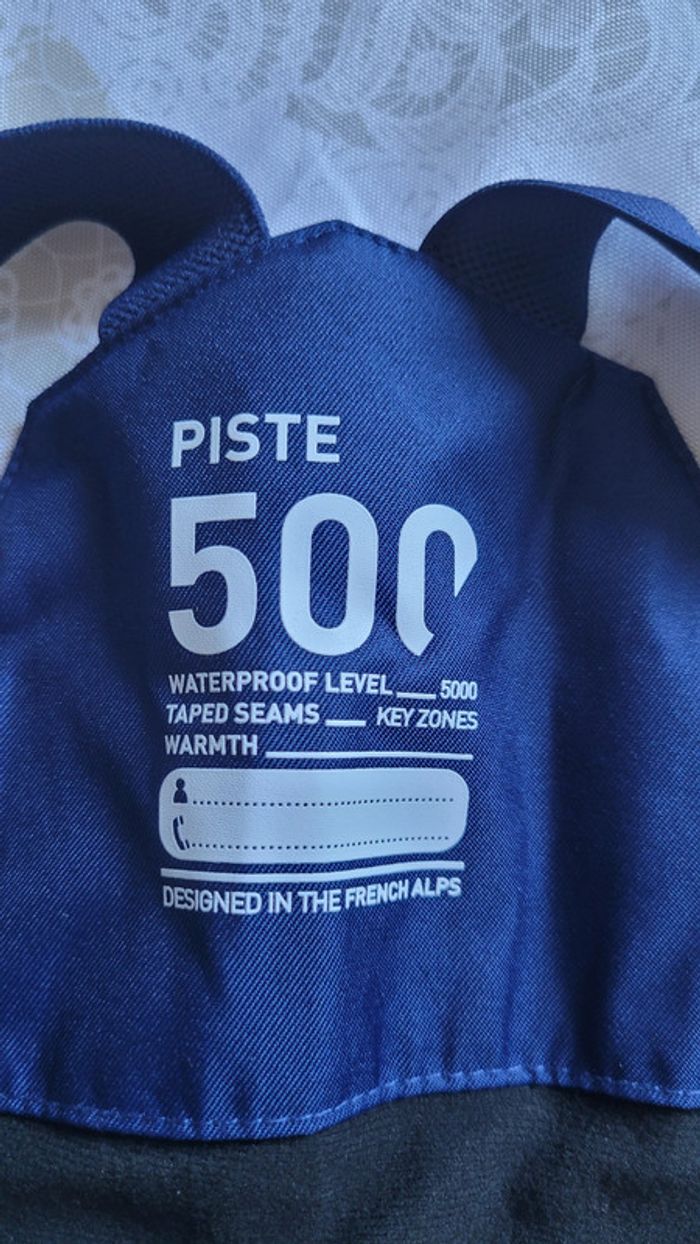 PISTE
500
WATERPROOF LEVEL 5000
TAPED SEAMS KEY ZONES
WARMTH
DESIGNED IN THE FRENCH ALPS